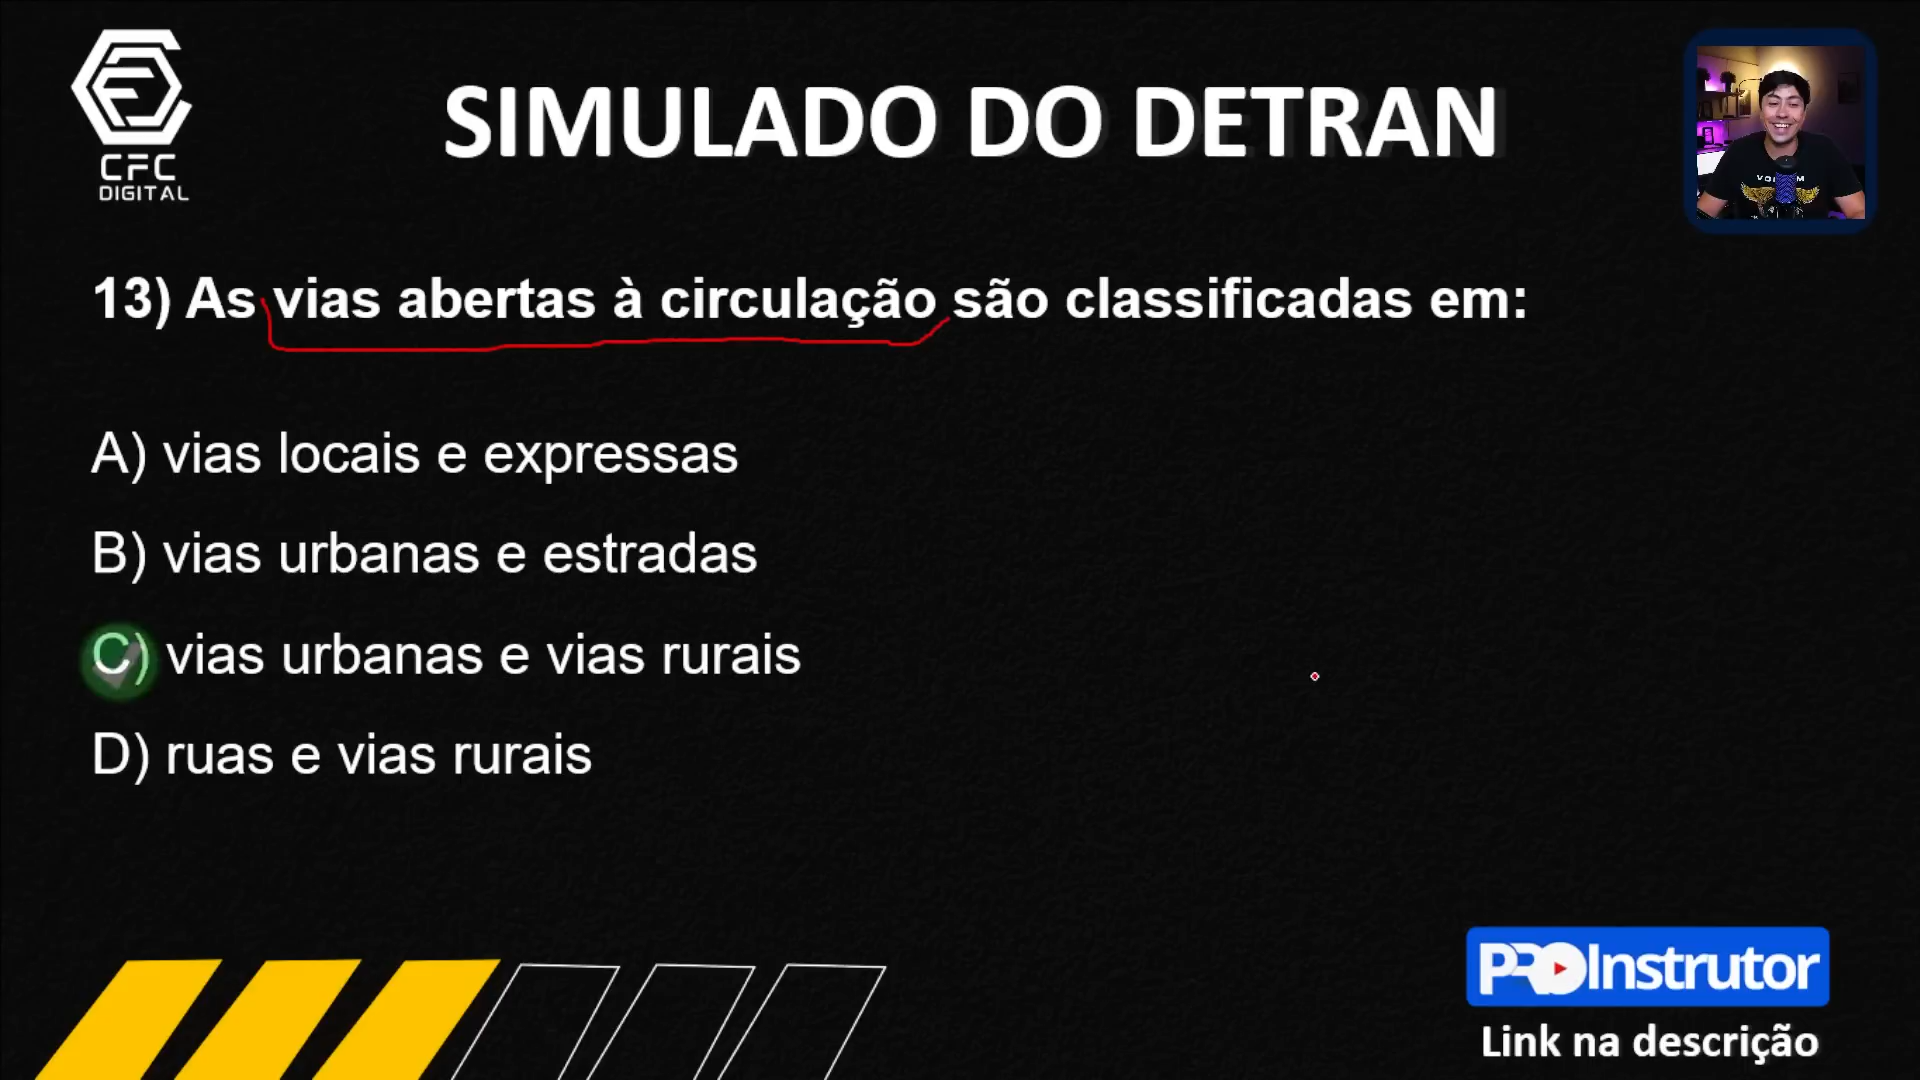 CFC
DIGITAL
SIMULADO DO DETRAN
13) As vias abertas à circulação são classificadas em:
A) vias locais e expressas
B) vias urbanas e estradas
C) vias urbanas e vias rurais
D) ruas e vias rurais
PROInstrutor
Link na descrição